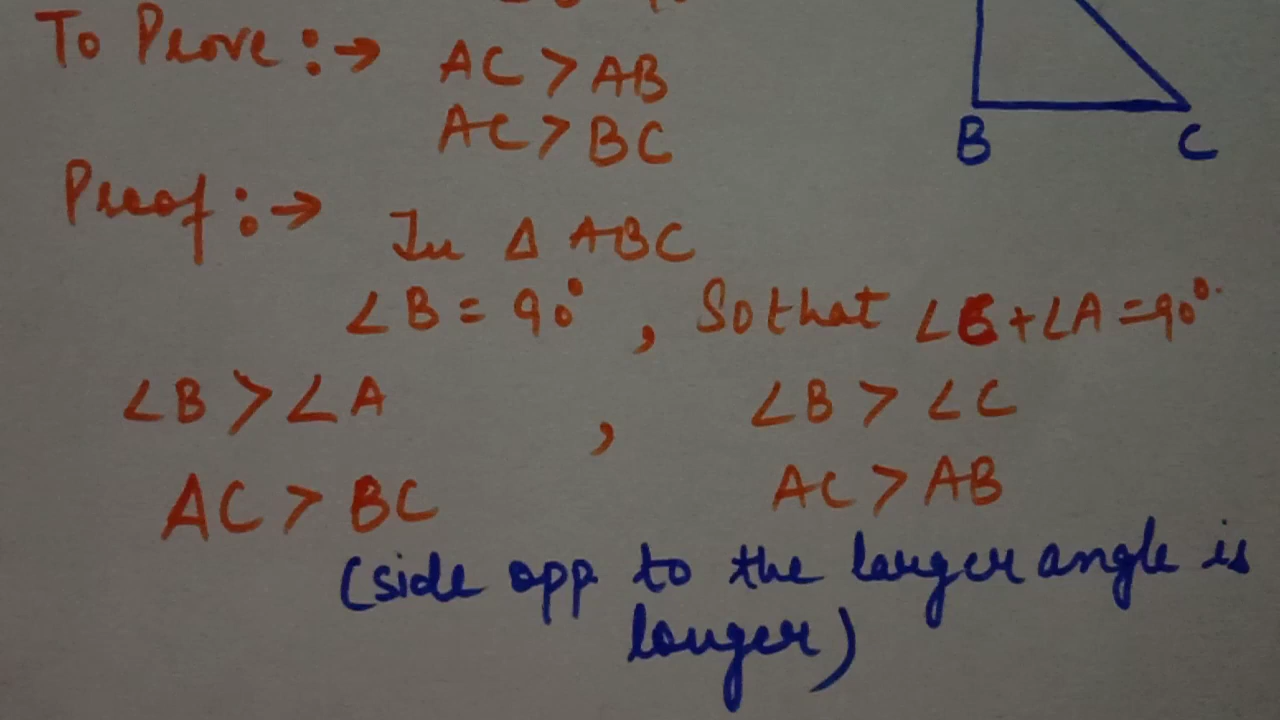 To Prove :→ AC > AB
AC > BC
B C
Proof :→ In Δ ABC
∠B = 90° , So that ∠C + ∠A = 90°
∠B > ∠A , ∠B > ∠C
AC > BC AC > AB
(side opp. to the larger angle is
longer)